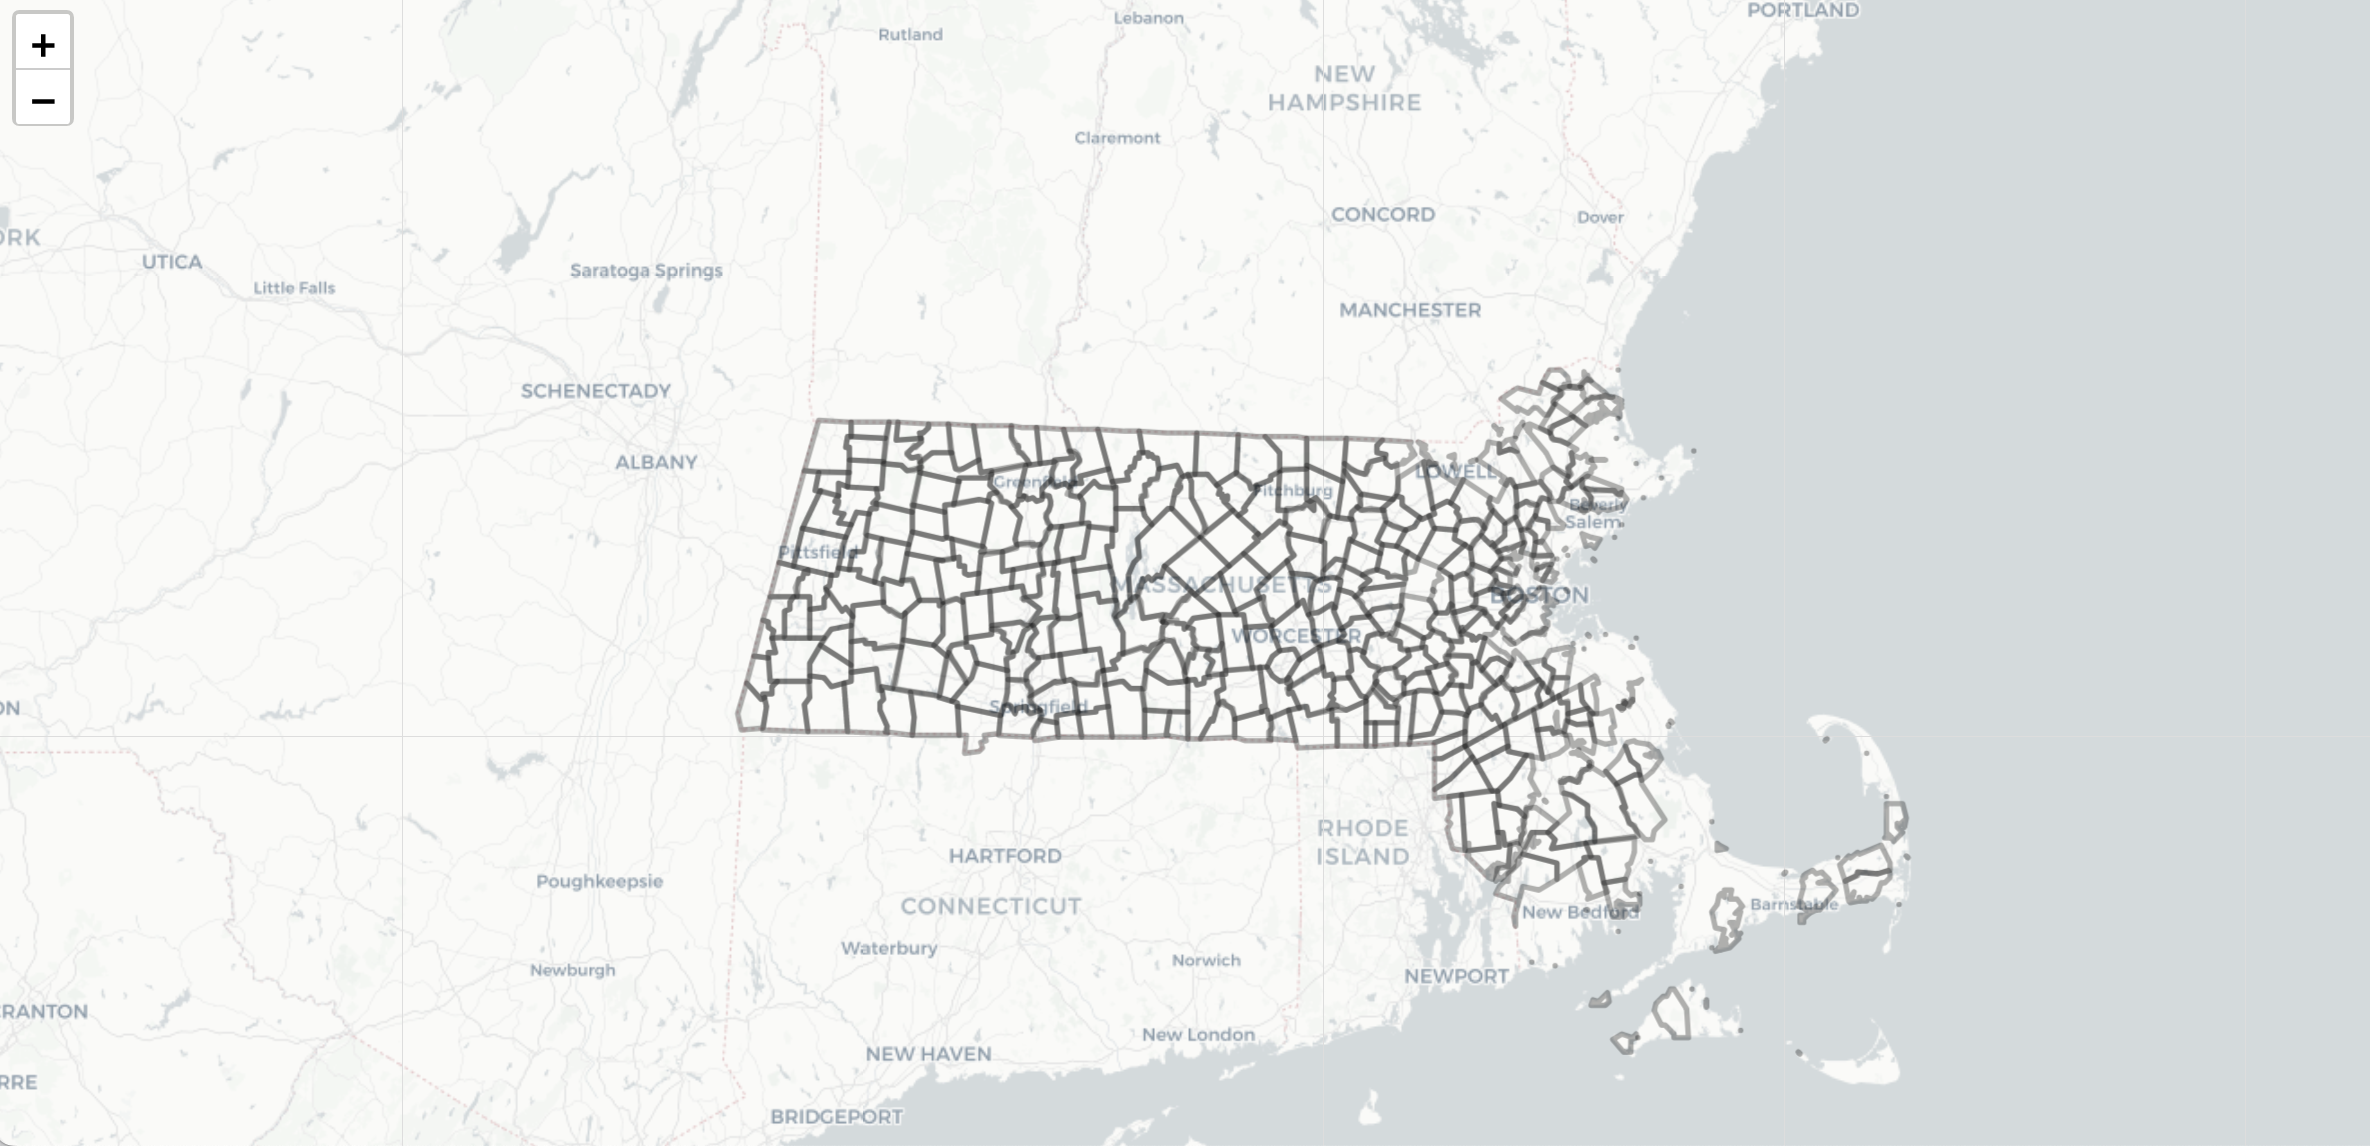 +
−
Lebanon
PORTLAND
Rutland
NEW
HAMPSHIRE
Claremont
CONCORD
Dover
ORK
UTICA
Saratoga Springs
Little Falls
MANCHESTER
SCHENECTADY
ALBANY
LOWELL
Greenfield
Fitchburg
Beverly
Salem
Pittsfield
MASSACHUSETTS
BOSTON
WORCESTER
Springfield
ON
RHODE
ISLAND
HARTFORD
Poughkeepsie
CONNECTICUT
Barnstable
New Bedford
Waterbury
Norwich
Newburgh
NEWPORT
CRANTON
New London
NEW HAVEN
RRE
BRIDGEPORT